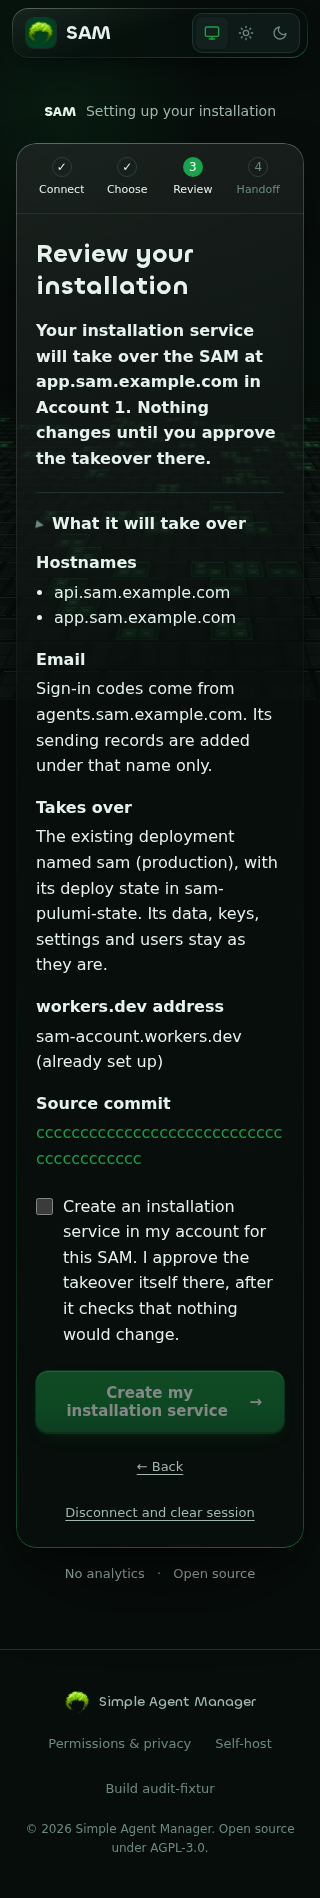 SAM
SAM Setting up your installation
✓ ✓ 3 4
Connect Choose Review Handoff
Review your
installation
Your installation service
will take over the SAM at
app.sam.example.com in
Account 1. Nothing
changes until you approve
the takeover there.
What it will take over
Hostnames
• api.sam.example.com
• app.sam.example.com
Email
Sign-in codes come from
agents.sam.example.com. Its
sending records are added
under that name only.
Takes over
The existing deployment
named sam (production), with
its deploy state in sam-
pulumi-state. Its data, keys,
settings and users stay as
they are.
workers.dev address
sam-account.workers.dev
(already set up)
Source commit
cccccccccccccccccccccccccccc
cccccccccccc
Create an installation
service in my account for
this SAM. I approve the
takeover itself there, after
it checks that nothing
would change.
Create my
installation service →
← Back
Disconnect and clear session
No analytics · Open source
Simple Agent Manager
Permissions & privacy Self-host
Build audit-fixtur
© 2026 Simple Agent Manager. Open source
under AGPL-3.0.